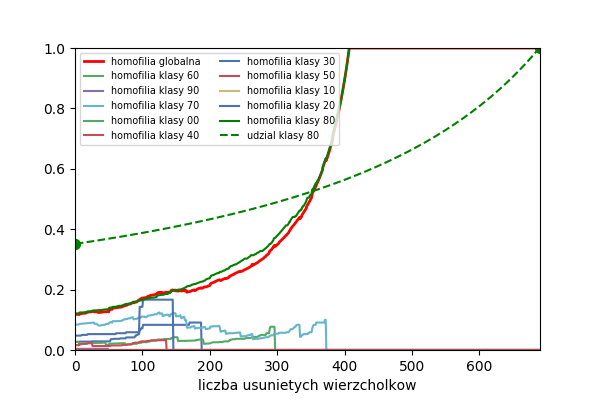 1.0
0.8
0.6
0.4
0.2
0.0
homofilia globalna
homofilia klasy 60
homofilia klasy 90
homofilia klasy 70
homofilia klasy 00
homofilia klasy 40
homofilia klasy 30
homofilia klasy 50
homofilia klasy 10
homofilia klasy 20
homofilia klasy 80
udzial klasy 80
0 100 200 300 400 500 600
liczba usunietych wierzcholkow